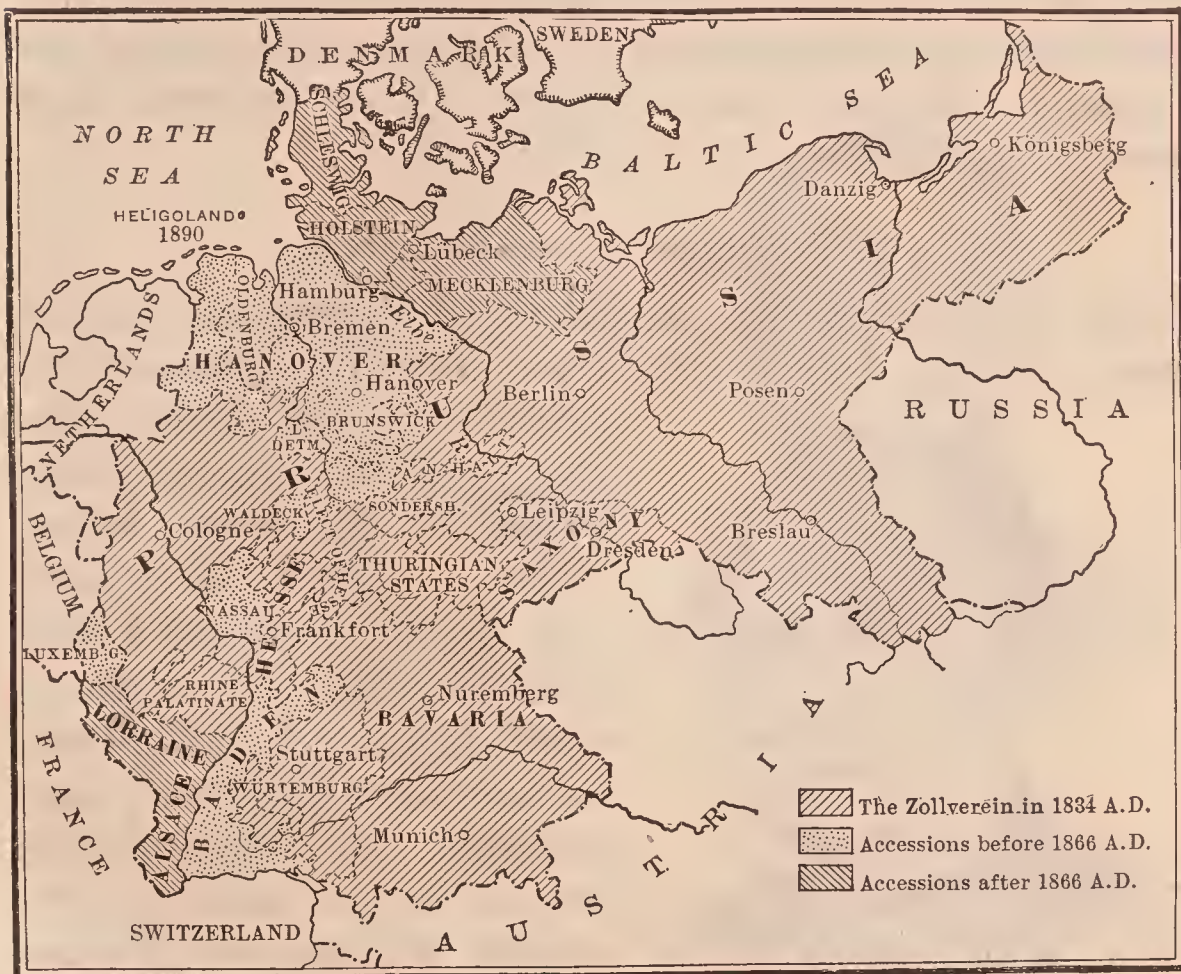 DENMARK
SWEDEN
NORTH
SEA
BALTIC SEA
SCHLESWIG
Königsberg
Danzig
HELIGOLAND
1890
HOLSTEIN
Lübeck
MECKLENBURG
Hamburg
Elbe
OLDENBURG
Bremen
HANOVER
Hanover
NETHERLANDS
Berlin
Posen
RUSSIA
PRUSSIA
BRUNSWICK
L.
DETM.
ANHALT
WALDECK
SONDERSH.
Leipzig
Cologne
Dresden
SAXONY
Breslau
BELGIUM
THURINGIAN
STATES
HESSE
NASSAU
Frankfort
LUXEMB'G
RHINE
PALATINATE
Nuremberg
BAVARIA
LORRAINE
BADEN
Stuttgart
WÜRTEMBURG
FRANCE
ALSACE
Munich
AUSTRIA
SWITZERLAND
The Zollverein in 1834 A.D.
Accessions before 1866 A.D.
Accessions after 1866 A.D.